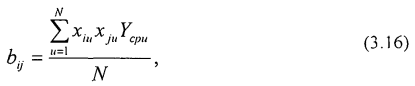 b_{ij} = \frac{\sum_{u=1}^{N} x_{iu} x_{ju} Y_{cpu}}{N}, (3.16)